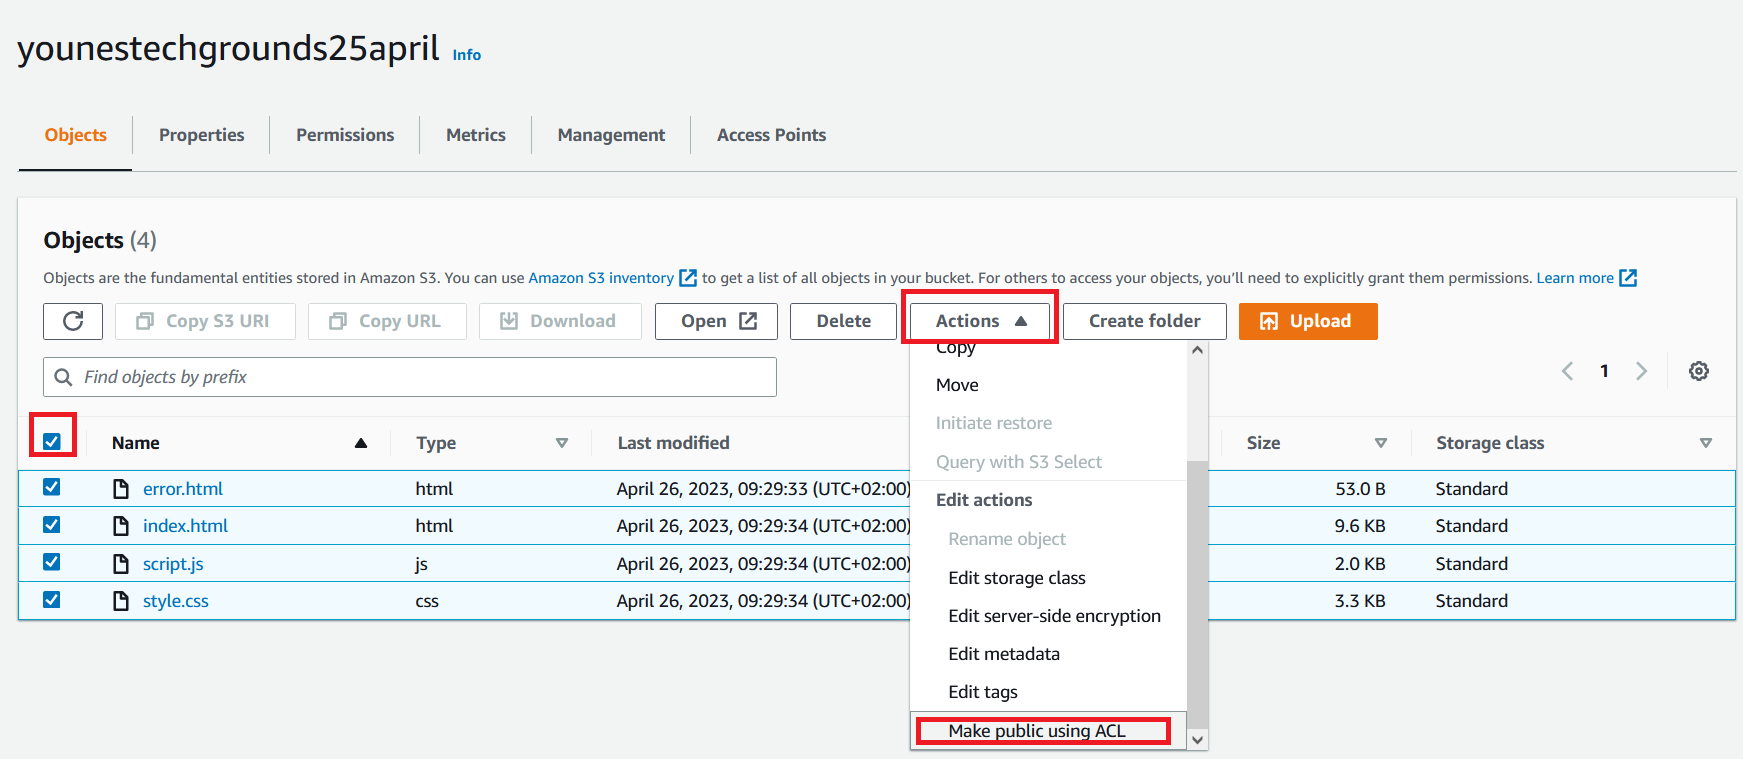 younestechgrounds25april Info
Objects Properties Permissions Metrics Management Access Points
Objects (4)
Objects are the fundamental entities stored in Amazon S3. You can use Amazon S3 inventory to get a list of all objects in your bucket. For others to access your objects, you'll need to explicitly grant them permissions. Learn more
Copy S3 URI Copy URL Download Open Delete Actions Create folder Upload
Find objects by prefix
1
Name Type Last modified Size Storage class
error.html html April 26, 2023, 09:29:33 (UTC+02:00) 53.0 B Standard
index.html html April 26, 2023, 09:29:34 (UTC+02:00) 9.6 KB Standard
script.js js April 26, 2023, 09:29:34 (UTC+02:00) 2.0 KB Standard
style.css css April 26, 2023, 09:29:34 (UTC+02:00) 3.3 KB Standard
Copy
Move
Initiate restore
Query with S3 Select
Edit actions
Rename object
Edit storage class
Edit server-side encryption
Edit metadata
Edit tags
Make public using ACL